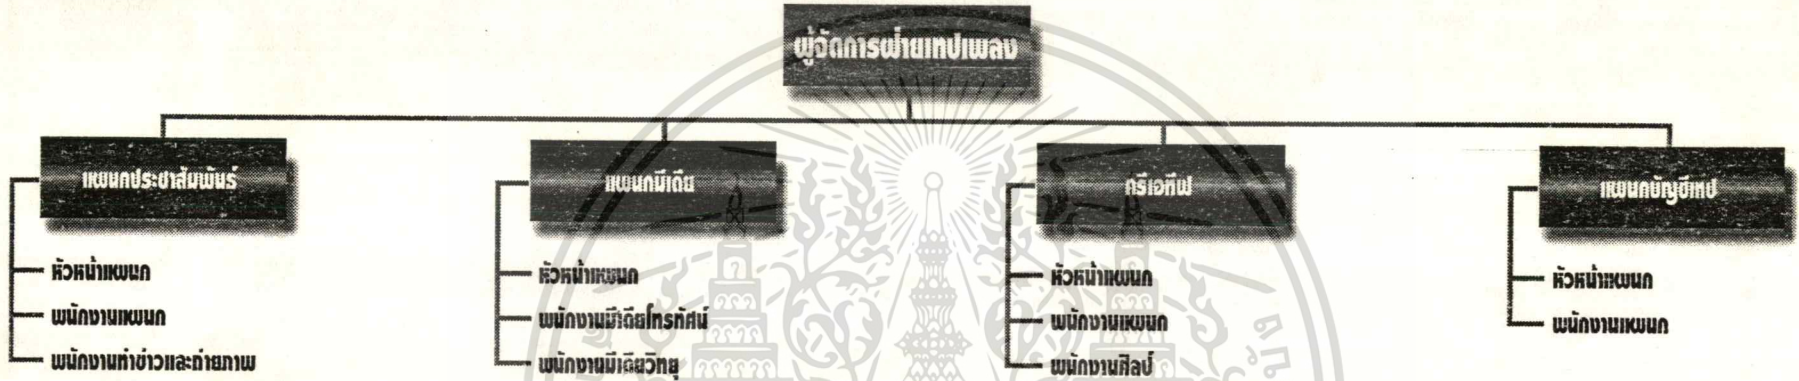 ผู้จัดการฝ่ายเทปเพลง
แผนกประชาสัมพันธ์
หัวหน้าแผนก
พนักงานแผนก
พนักงานทำข่าวและถ่ายภาพ
แผนกมีเดีย
หัวหน้าแผนก
พนักงานมีเดียโทรทัศน์
พนักงานมีเดียวิทยุ
ครีเอทีฟ
หัวหน้าแผนก
พนักงานแผนก
พนักงานศิลป์
แผนกบัญชีเทป
หัวหน้าแผนก
พนักงานแผนก